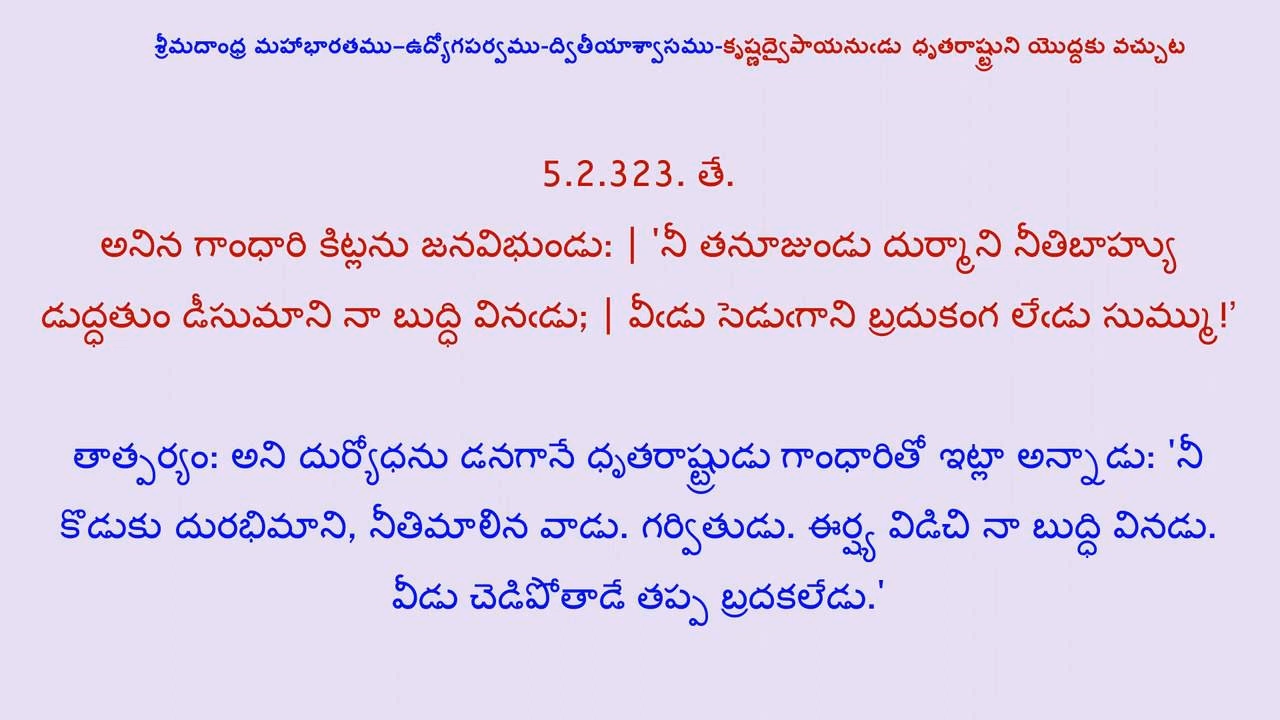 శ్రీమదాంధ్ర మహాభారతము–ఉద్యోగపర్వము-ద్వితీయాశ్వాసము-కృష్ణద్వైపాయనుఁడు ధృతరాష్ట్రుని యొద్దకు వచ్చుట
5.2.323. తే.
అనిన గాంధారి కిట్లను జనవిభుండు: | 'నీ తనూజుండు దుర్మాని నీతిబాహ్యు
డుద్ధతుం డీసుమాని నా బుద్ధి వినఁడు; | వీఁడు సెడుఁగాని బ్రదుకంగ లేఁడు సుమ్ము!’
తాత్పర్యం: అని దుర్యోధను డనగానే ధృతరాష్ట్రుడు గాంధారితో ఇట్లా అన్నాడు: 'నీ
కొడుకు దురభిమాని, నీతిమాలిన వాడు. గర్వితుడు. ఈర్ష్య విడిచి నా బుద్ధి వినడు.
వీడు చెడిపోతాడే తప్ప బ్రదకలేడు.'